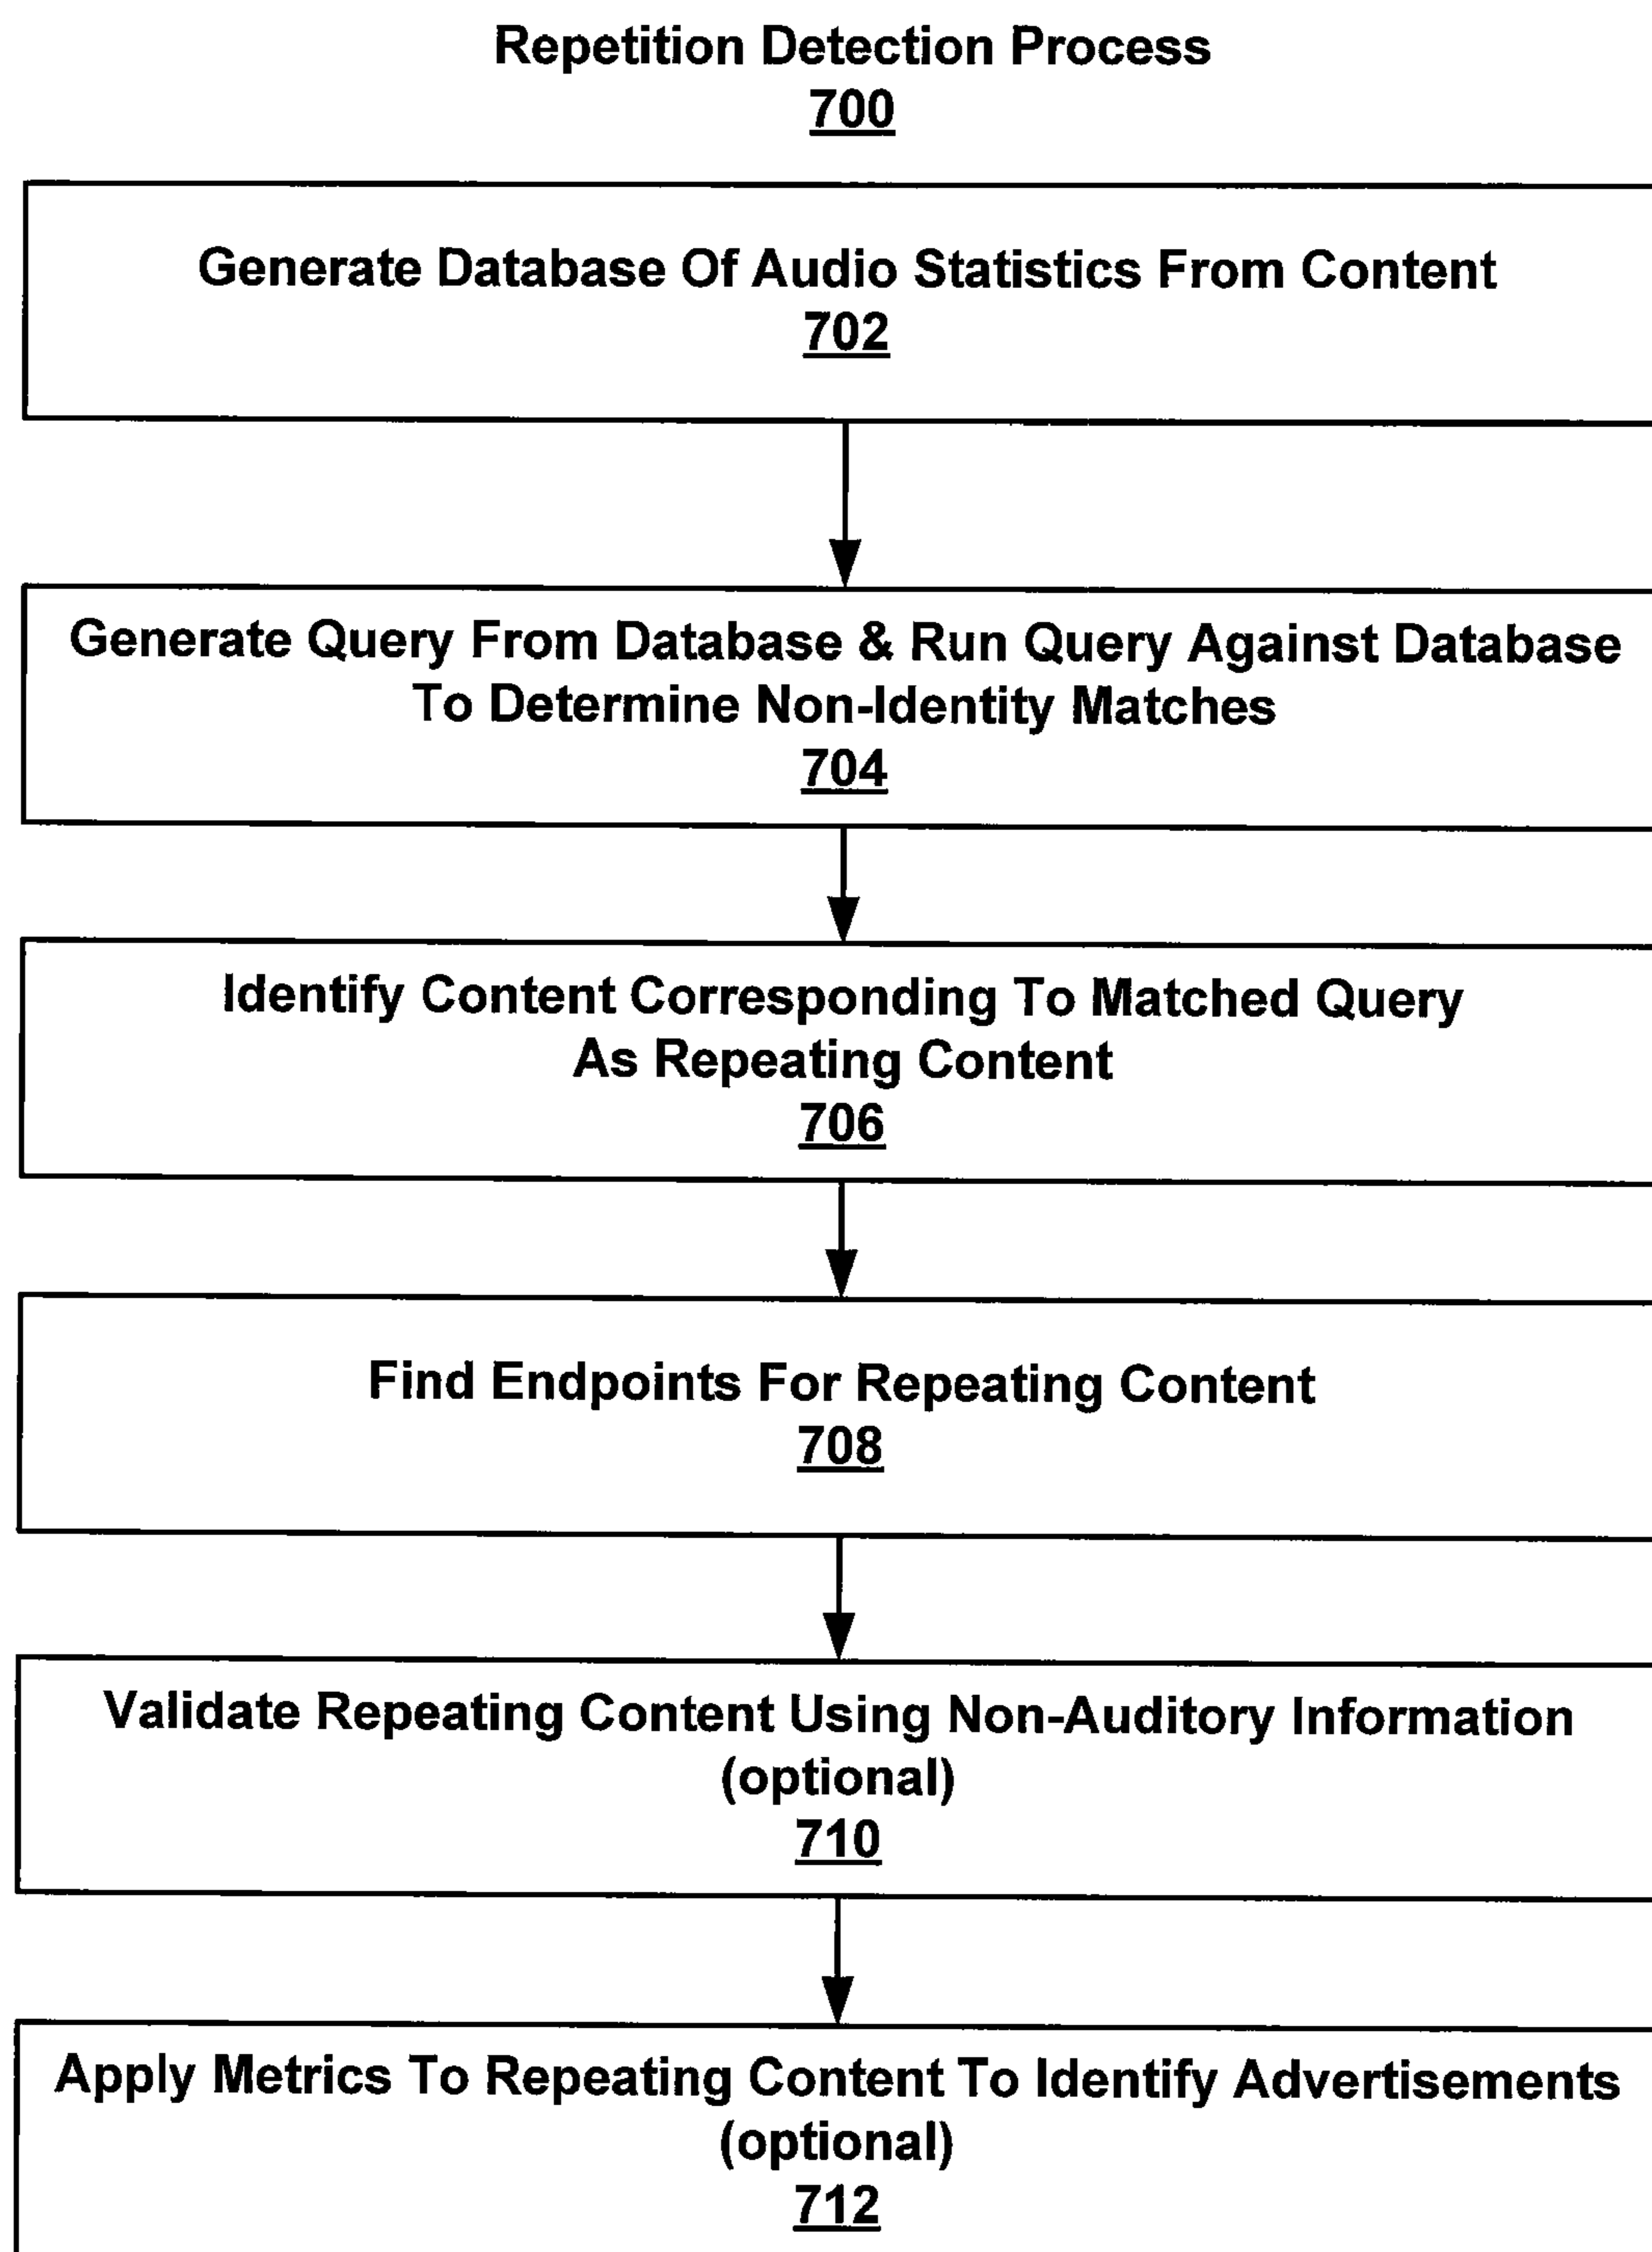 Repetition Detection Process
700
Generate Database Of Audio Statistics From Content
702
Generate Query From Database & Run Query Against Database
To Determine Non-Identity Matches
704
Identify Content Corresponding To Matched Query
As Repeating Content
706
Find Endpoints For Repeating Content
708
Validate Repeating Content Using Non-Auditory Information
(optional)
710
Apply Metrics To Repeating Content To Identify Advertisements
(optional)
712